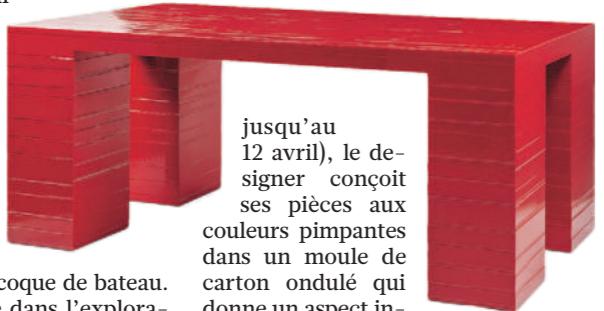 coque de bateau.
dans l'explora-
jusqu'au
12 avril), le de-
signer conçoit
ses pièces aux
couleurs pimpantes
dans un moule de
carton ondulé qui
donne un aspect in-